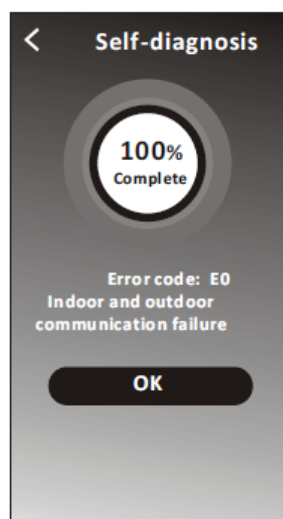 Self-diagnosis
100%
Complete
Error code: E0
Indoor and outdoor
communication failure
OK